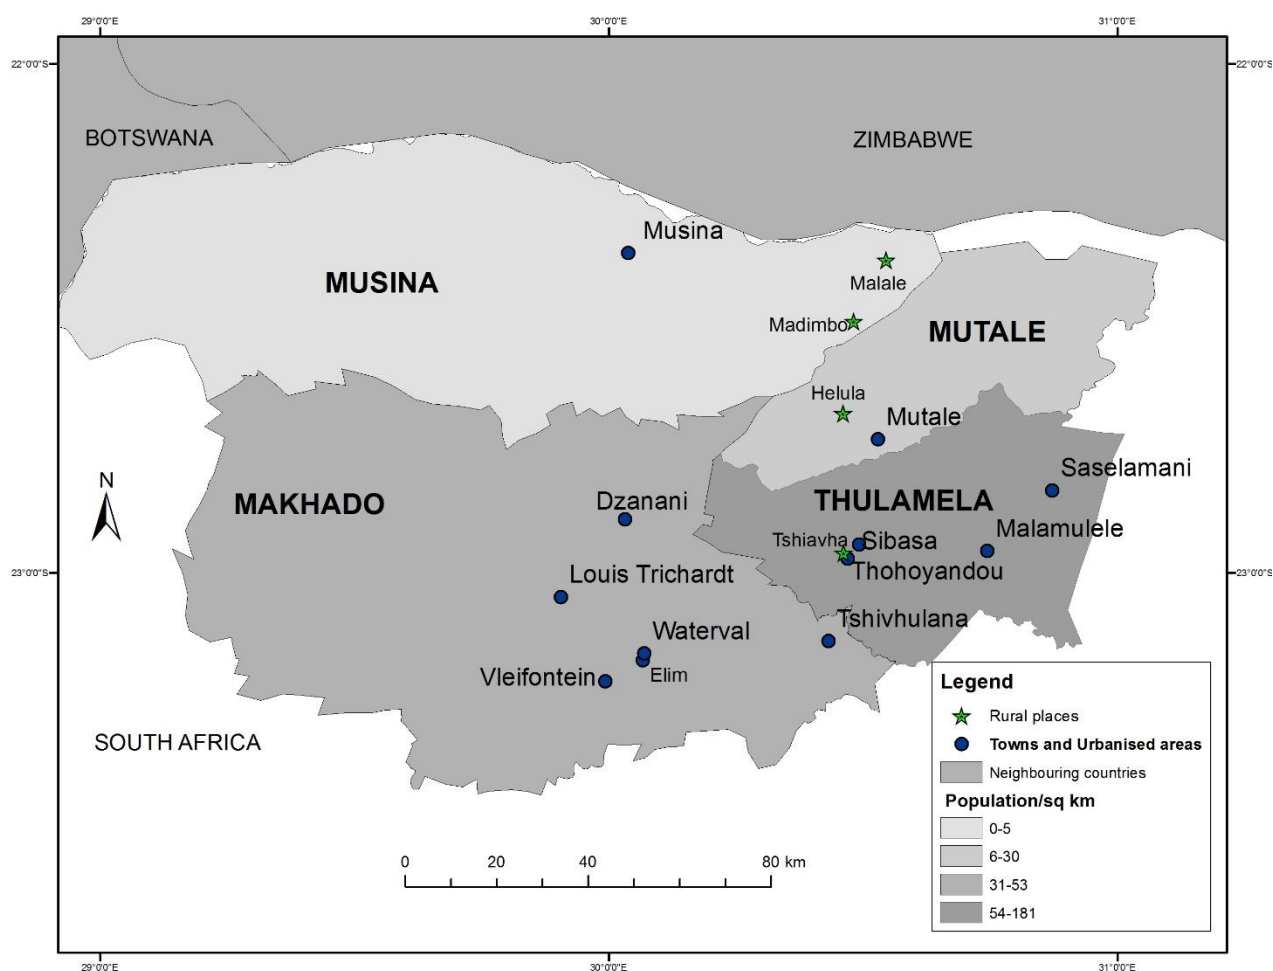 29°0'0"E
30°0'0"E
31°0'0"E
22°0'0"S
22°0'0"S
BOTSWANA
ZIMBABWE
Musina
MUSINA
Malale
Madimbo
MUTALE
Helula
Mutale
Saselamani
MAKHADO
Dzanani
THULAMELA
Malamulele
Tshiavha
Sibasa
Thohoyandou
N
23°0'0"S
23°0'0"S
Louis Trichardt
Tshivhulana
Waterval
Vleifontein
Elim
SOUTH AFRICA
Legend
Rural places
Towns and Urbanised areas
Neighbouring countries
Population/sq km
0-5
6-30
31-53
54-181
0 20 40 80 km
29°0'0"E
30°0'0"E
31°0'0"E